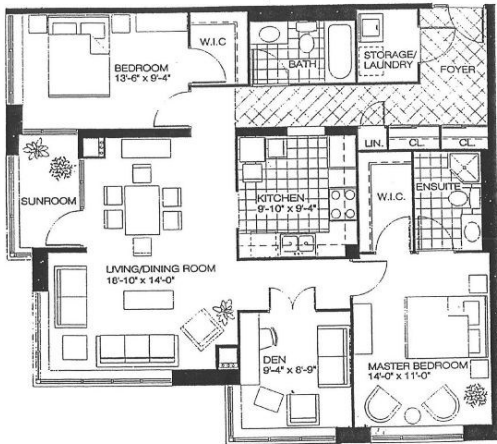 BEDROOM
13'-6" x 9'-4"
W.I.C
BATH
STORAGE/
LAUNDRY
FOYER
LIN.
CL.
CL.
SUNROOM
KITCHEN
9'-10" x 9'-4"
W.I.C.
ENSUITE
LIVING/DINING ROOM
18'-10" x 14'-0"
DEN
9'-4" x 8'-9"
MASTER BEDROOM
14'-0" x 11'-0"